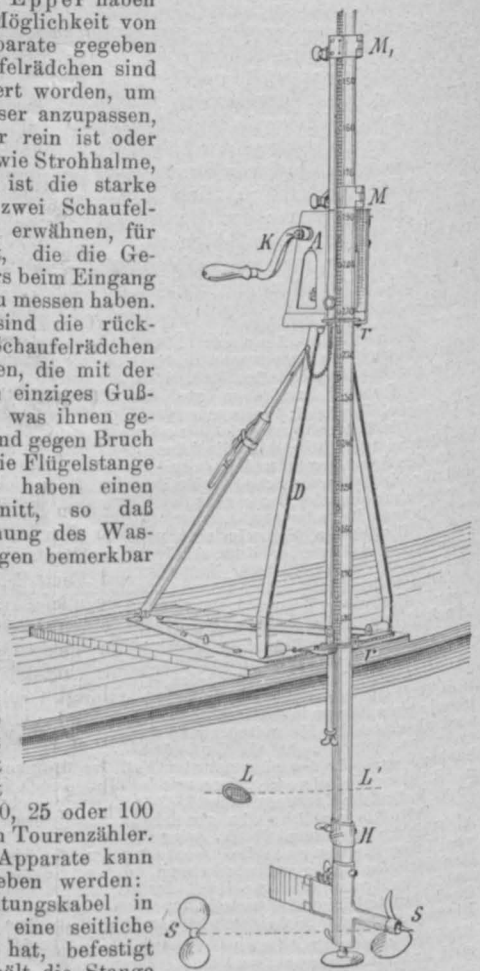 Epper haben
Möglichkeit von
parate gegeben
felrädchen sind
ert worden, um
ser anzupassen,
r rein ist oder
wie Strohhalme,
ist die starke
zwei Schaufel-
erwähnen, für
, die die Ge-
rs beim Eingang
u messen haben.
sind die rück-
Schaufelrädchen
en, die mit der
einziges Guß-
was ihnen ge-
nd gegen Bruch
ie Flügelstange
haben einen
nitt, so daß
nung des Was-
gen bemerkbar
0, 25 oder 100
n Tourenzähler.
Apparate kann
eben werden:
tungskabel in
eine seitliche
hat, befestigt
M₁
M
K A
r
D
r
L L'
H
S S